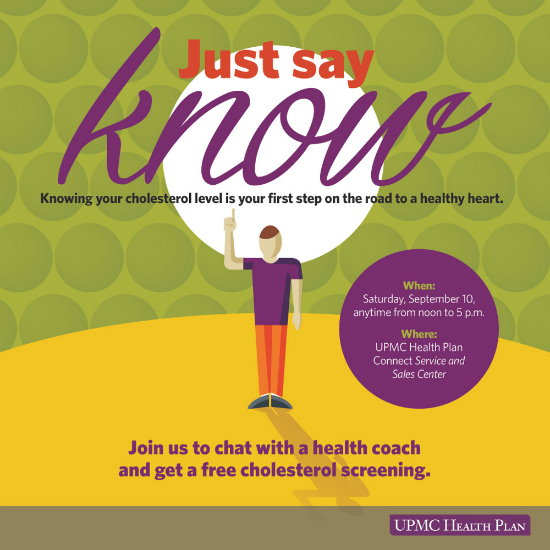 Just say
know
Knowing your cholesterol level is your first step on the road to a healthy heart.
When:
Saturday, September 10,
anytime from noon to 5 p.m.
Where:
UPMC Health Plan
Connect Service and
Sales Center
Join us to chat with a health coach
and get a free cholesterol screening.
UPMC HEALTH PLAN